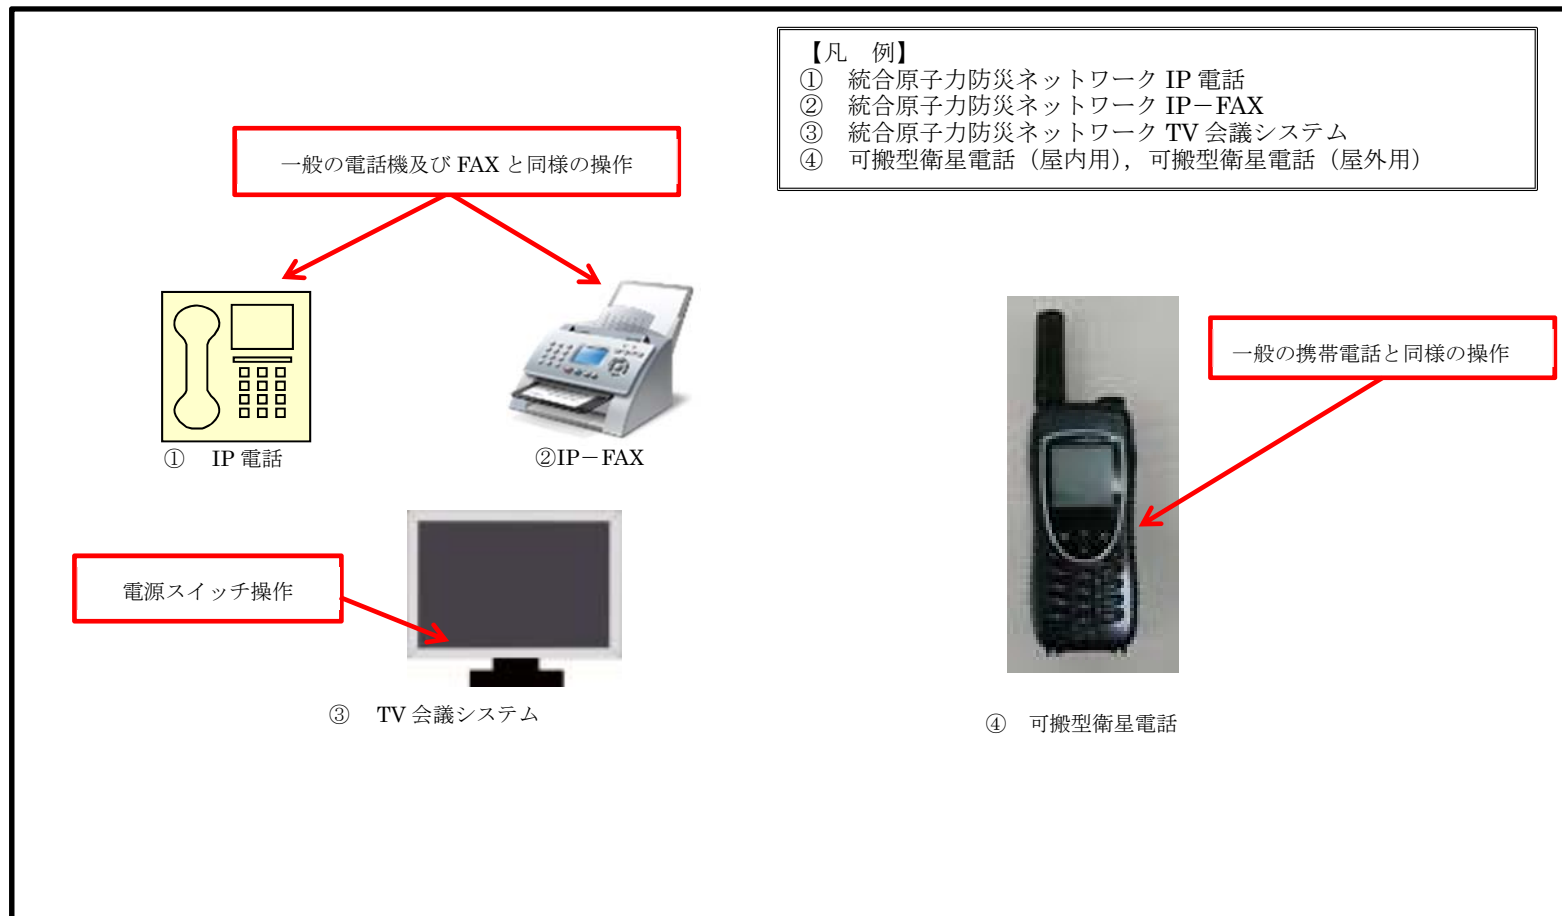 【凡　例】
①　統合原子力防災ネットワーク IP 電話
②　統合原子力防災ネットワーク IP－FAX
③　統合原子力防災ネットワーク TV 会議システム
④　可搬型衛星電話（屋内用），可搬型衛星電話（屋外用）
一般の電話機及び FAX と同様の操作
①　IP 電話
②IP－FAX
一般の携帯電話と同様の操作
電源スイッチ操作
③　TV 会議システム
④　可搬型衛星電話